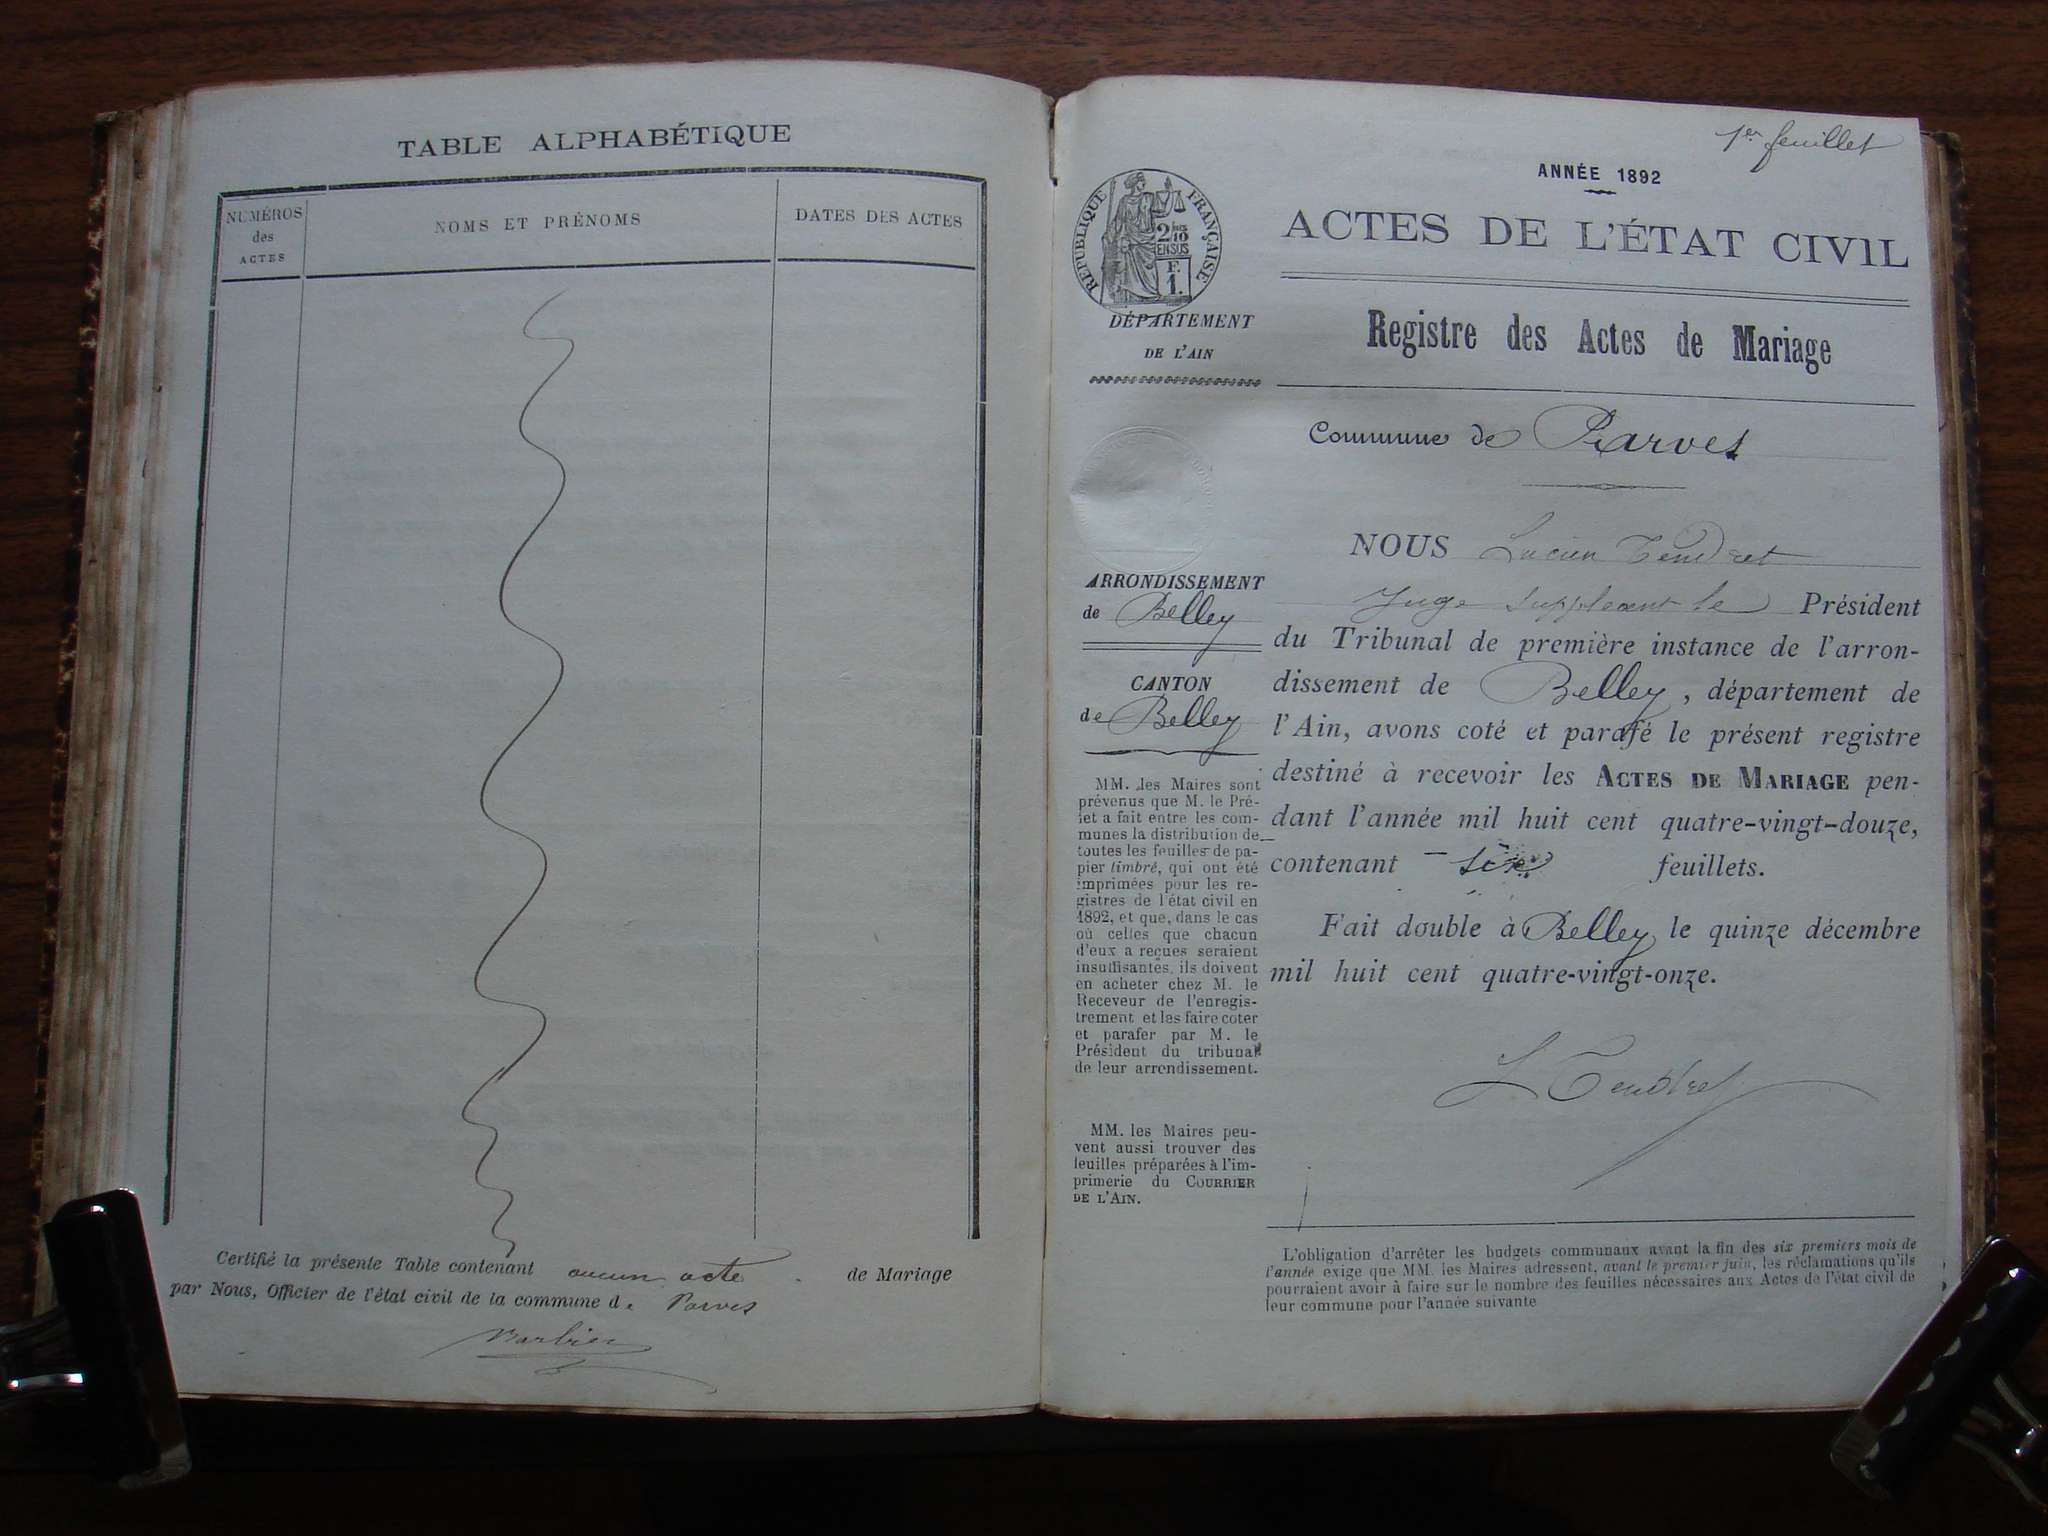 TABLE ALPHABÉTIQUE
NUMÉROS
des
ACTES
NOMS ET PRÉNOMS
DATES DES ACTES
Certifié la présente Table contenant aucun acte de Mariage
par Nous, Officier de l'état civil de la commune de Parves
Barbier
1er feuillet
ANNÉE 1892
ACTES DE L'ÉTAT CIVIL
RÉPUBLIQUE FRANÇAISE
2/10
EN SUS
F.
1.
DÉPARTEMENT
DE L'AIN
Registre des Actes de Mariage
Commune de Parves
ARRONDISSEMENT
de Belley
CANTON
de Belley
MM. les Maires sont
prévenus que M. le Pré-
fet a fait entre les com-
munes la distribution de
toutes les feuilles de pa-
pier timbré, qui ont été
imprimées pour les re-
gistres de l'état civil en
1892, et que, dans le cas
où celles que chacun
d'eux a reçues seraient
insuffisantes, ils doivent
en acheter chez M. le
Receveur de l'enregis-
trement et les faire coter
et parafer par M. le
Président du tribunal
de leur arrondissement.
MM. les Maires peu-
vent aussi trouver des
feuilles préparées à l'im-
primerie du COURRIER
DE L'AIN.
NOUS Lucien Tendret
Juge suppléant le Président
du Tribunal de première instance de l'arron-
dissement de Belley, département de
l'Ain, avons coté et parafé le présent registre
destiné à recevoir les ACTES DE MARIAGE pen-
dant l'année mil huit cent quatre-vingt-douze,
contenant six feuillets.
Fait double à Belley, le quinze décembre
mil huit cent quatre-vingt-onze.
L Tendret
L'obligation d'arrêter les budgets communaux avant la fin des six premiers mois de
l'année exige que MM. les Maires adressent, avant le premier juin, les réclamations qu'ils
pourraient avoir à faire sur le nombre des feuilles nécessaires aux Actes de l'état civil de
leur commune pour l'année suivante